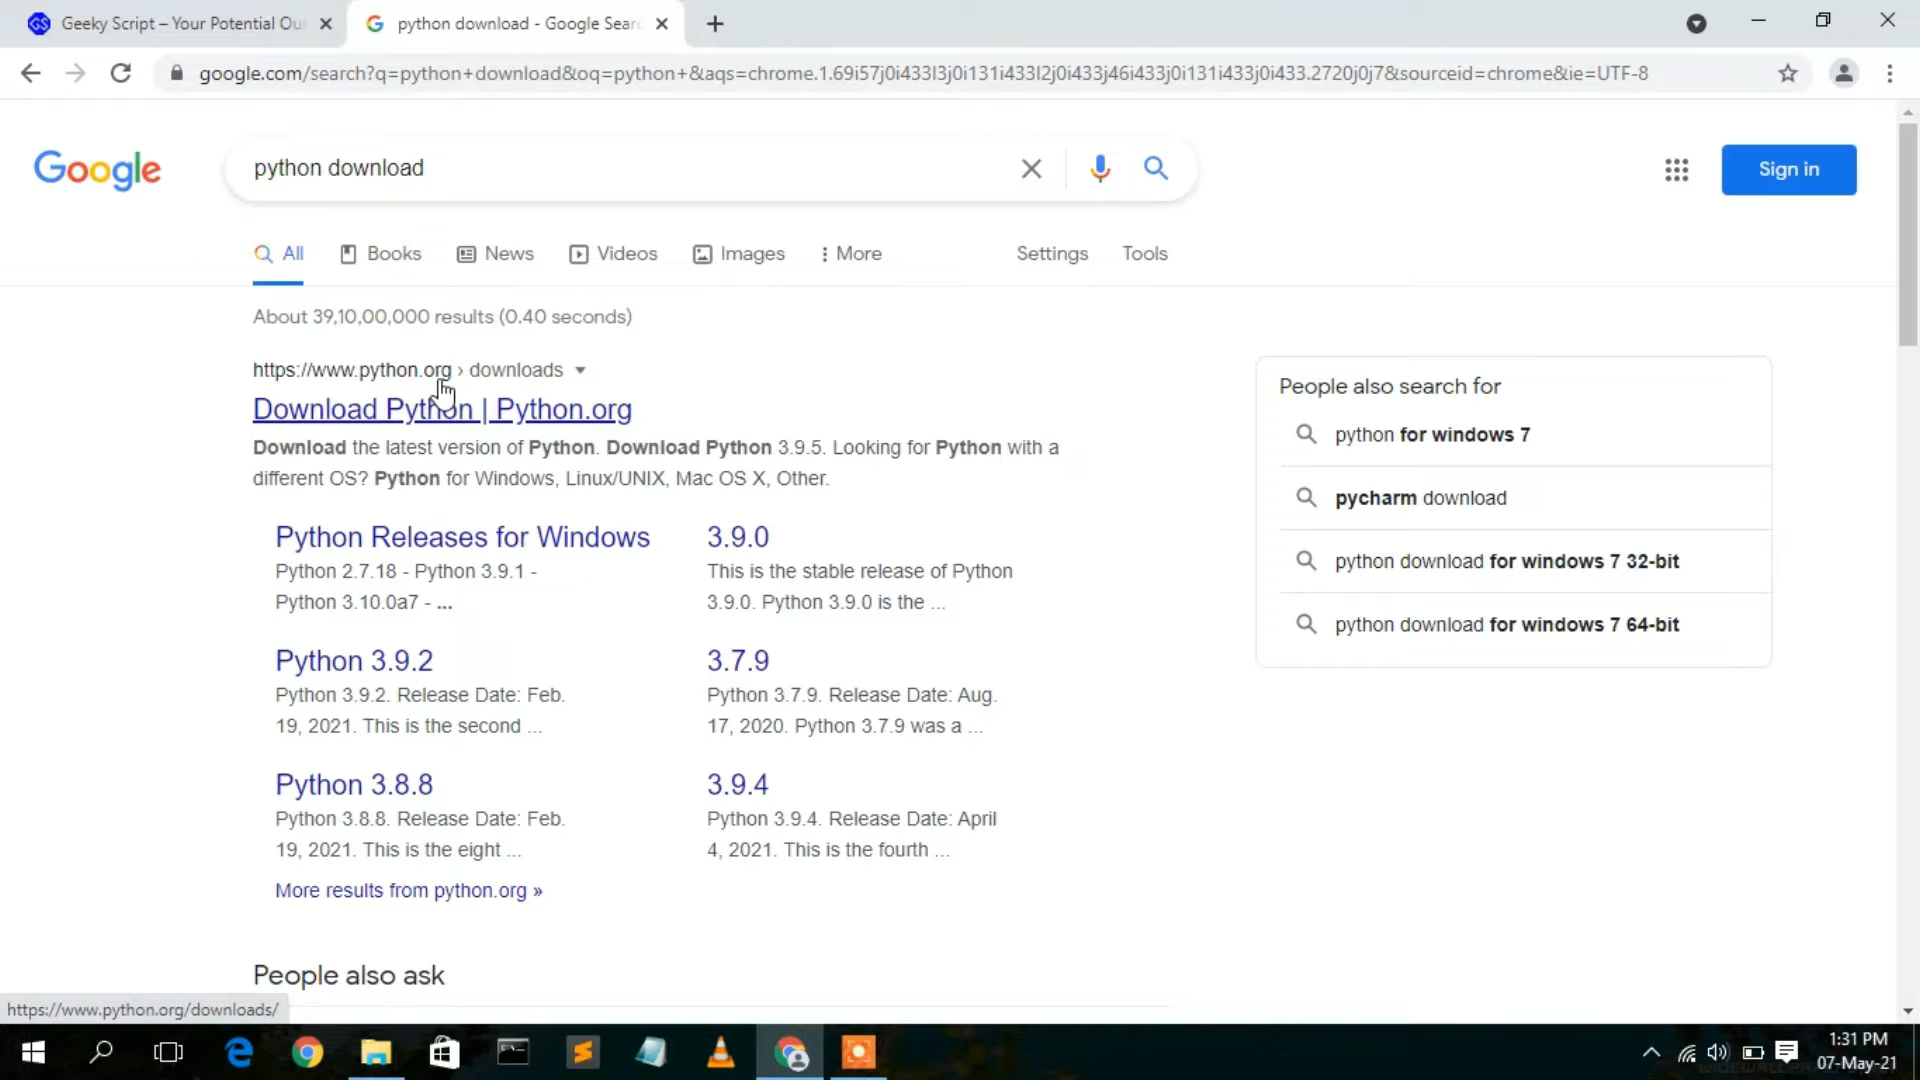 Geeky Script – Your Potential Ou
python download - Google Sear
google.com/search?q=python+download&oq=python+&aqs=chrome.1.69i57j0i433l3j0i131i433l2j0i433j46i433j0i131i433j0i433.2720j0j7&sourceid=chrome&ie=UTF-8
Google
python download
Sign in
All Books News Videos Images More Settings Tools
About 39,10,00,000 results (0.40 seconds)
https://www.python.org › downloads
Download Python | Python.org
Download the latest version of Python. Download Python 3.9.5. Looking for Python with a
different OS? Python for Windows, Linux/UNIX, Mac OS X, Other.
Python Releases for Windows
Python 2.7.18 - Python 3.9.1 -
Python 3.10.0a7 - ...
3.9.0
This is the stable release of Python
3.9.0. Python 3.9.0 is the ...
Python 3.9.2
Python 3.9.2. Release Date: Feb.
19, 2021. This is the second ...
3.7.9
Python 3.7.9. Release Date: Aug.
17, 2020. Python 3.7.9 was a ...
Python 3.8.8
Python 3.8.8. Release Date: Feb.
19, 2021. This is the eight ...
3.9.4
Python 3.9.4. Release Date: April
4, 2021. This is the fourth ...
More results from python.org »
People also search for
python for windows 7
pycharm download
python download for windows 7 32-bit
python download for windows 7 64-bit
People also ask
https://www.python.org/downloads/
1:31 PM
07-May-21